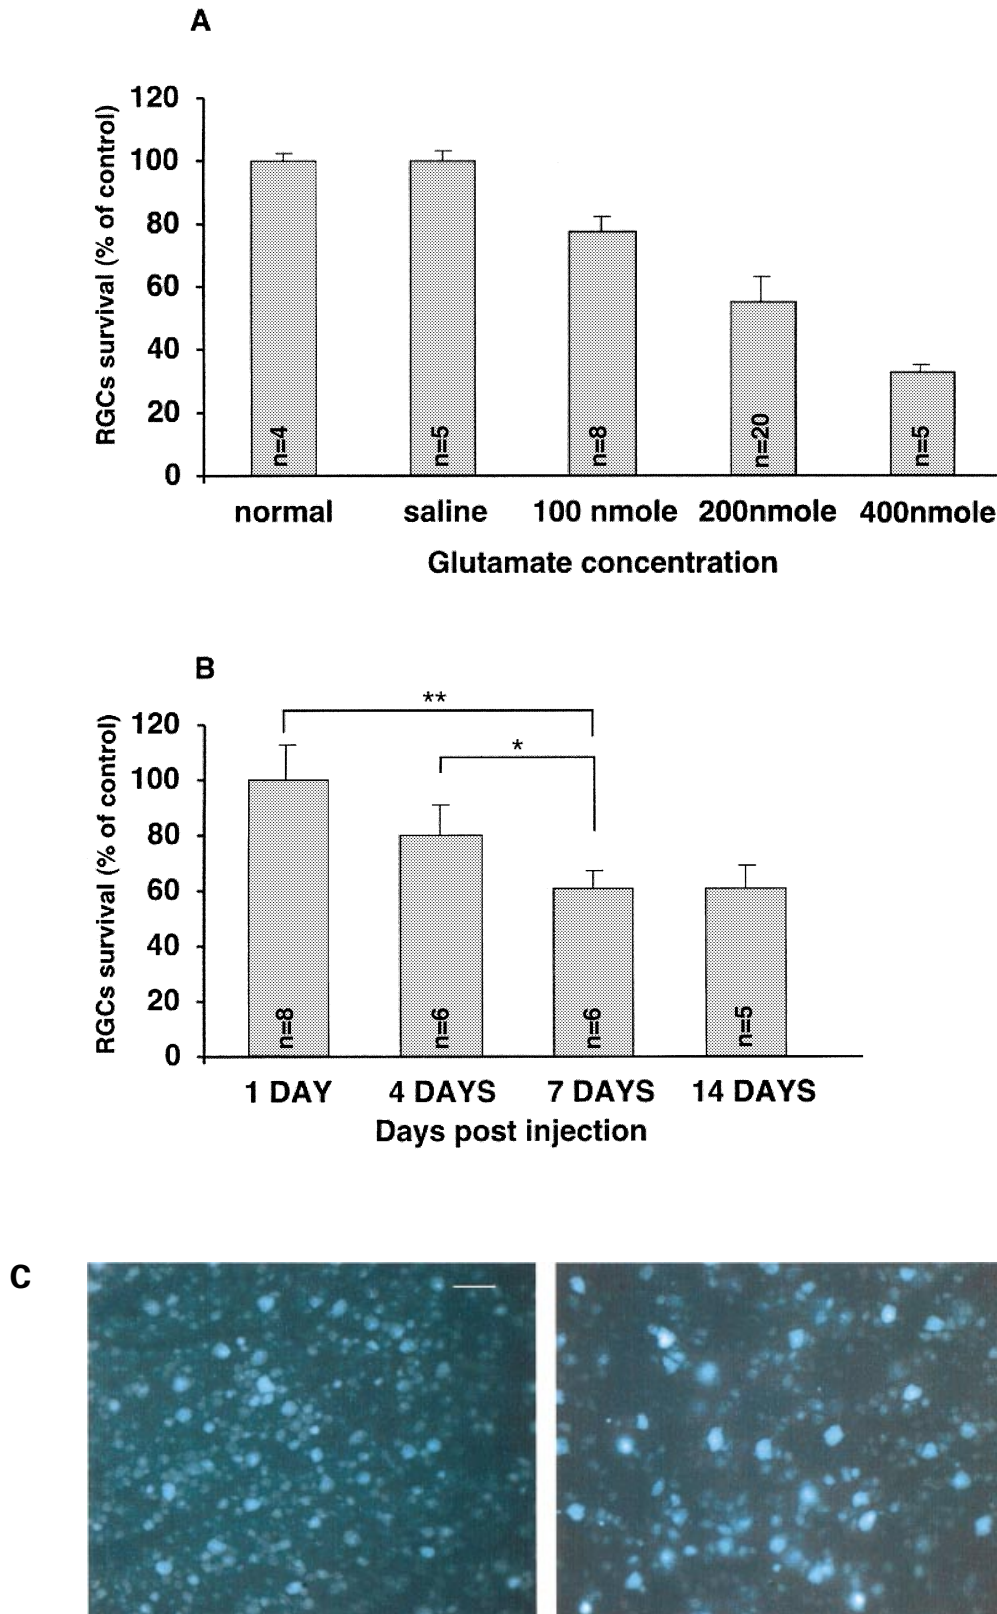 A
RGCs survival (% of control)
120
100
80
60
40
20
0
n=4
n=5
n=8
n=20
n=5
normal
saline
100 nmole
200nmole
400nmole
Glutamate concentration
B
RGCs survival (% of control)
**
*
120
100
80
60
40
20
0
n=8
n=6
n=6
n=5
1 DAY
4 DAYS
7 DAYS
14 DAYS
Days post injection
C